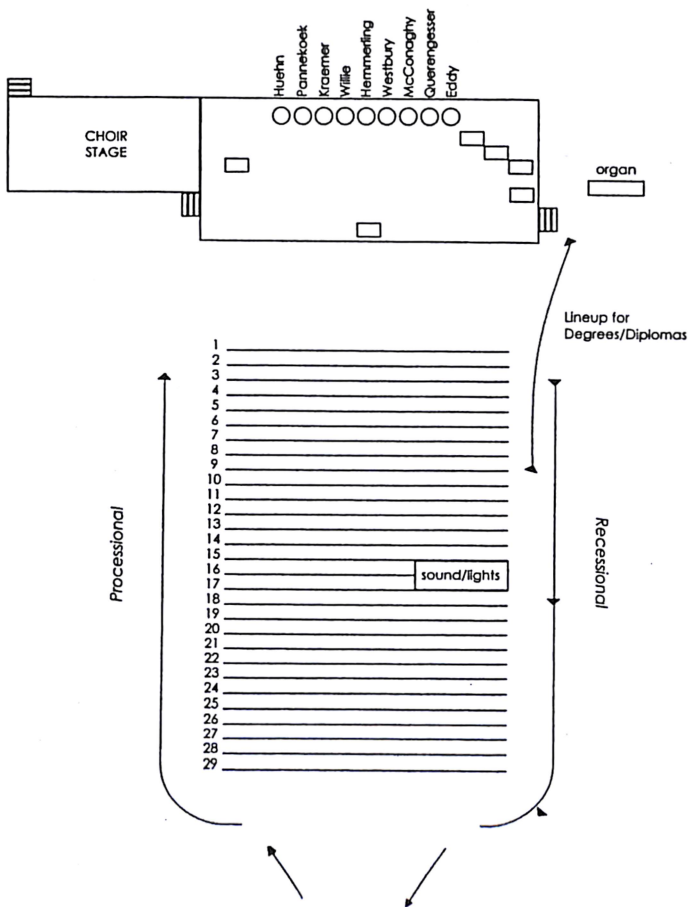 Huehn
Pannekoek
Kraemer
Willie
Hemmerling
Westbury
McConaghy
Querengesser
Eddy
CHOIR
STAGE
organ
Lineup for
Degrees/Diplomas
1
2
3
4
5
6
7
8
9
10
11
12
13
14
15
16
17
18
19
20
21
22
23
24
25
26
27
28
29
sound/lights
Processional
Recessional